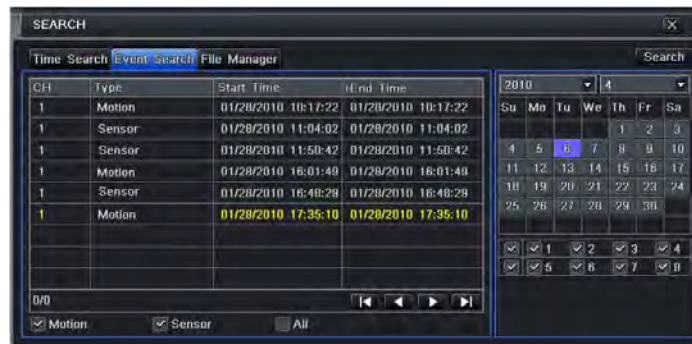 SEARCH
Time Search Event Search File Manager Search
CH Type Start Time End Time
1 Motion 01/28/2010 10:17:22 01/28/2010 10:17:22
1 Sensor 01/28/2010 11:04:02 01/28/2010 11:04:02
1 Sensor 01/28/2010 11:50:42 01/28/2010 11:50:42
1 Motion 01/28/2010 16:01:49 01/28/2010 16:01:49
1 Sensor 01/28/2010 16:48:29 01/28/2010 16:48:29
1 Motion 01/28/2010 17:35:10 01/28/2010 17:35:10
0/0
Motion Sensor All
2010 4
Su Mo Tu We Th Fr Sa
1 2 3
4 5 6 7 8 9 10
11 12 13 14 15 16 17
18 19 20 21 22 23 24
25 26 27 28 29 30
1 2 3 4
5 6 7 8